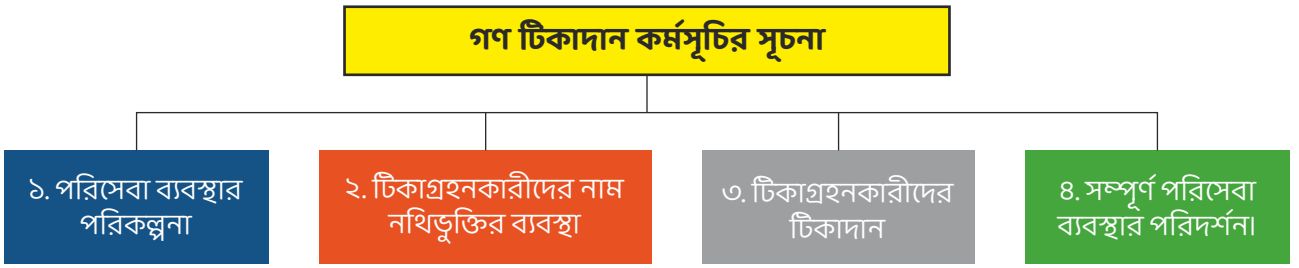 গণ টিকাদান কর্মসূচির সূচনা
১. পরিসেবা ব্যবস্থার
পরিকল্পনা
২. টিকাগ্রহনকারীদের নাম
নথিভুক্তির ব্যবস্থা
৩. টিকাগ্রহনকারীদের
টিকাদান
৪. সম্পূর্ণ পরিসেবা
ব্যবস্থার পরিদর্শন।